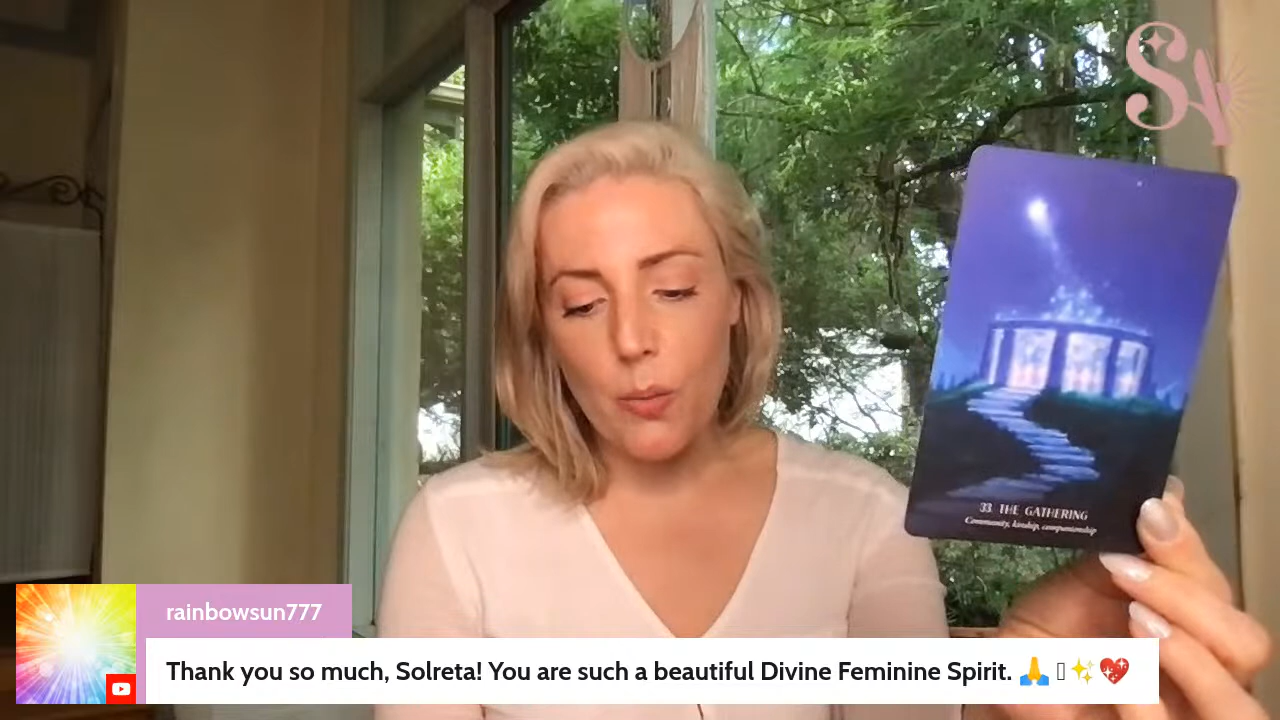 SV
33 THE GATHERING
Community, kinship, companionship
rainbowsun777
Thank you so much, Solreta! You are such a beautiful Divine Feminine Spirit. 🙏 ▯✨💖